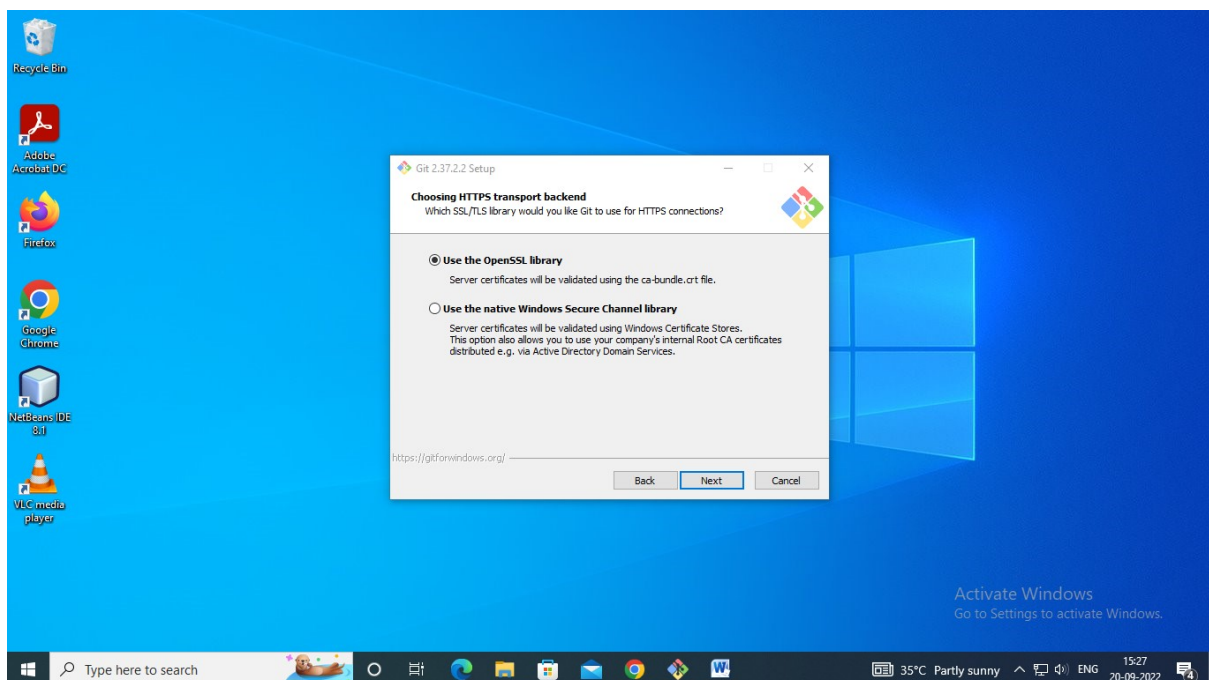 Recycle Bin
Adobe
Acrobat DC
Firefox
Google
Chrome
NetBeans IDE
8.1
VLC media
player
Git 2.37.2.2 Setup
Choosing HTTPS transport backend
Which SSL/TLS library would you like Git to use for HTTPS connections?
Use the OpenSSL library
Server certificates will be validated using the ca-bundle.crt file.
Use the native Windows Secure Channel library
Server certificates will be validated using Windows Certificate Stores.
This option also allows you to use your company's internal Root CA certificates
distributed e.g. via Active Directory Domain Services.
https://gitforwindows.org/
Back Next Cancel
Activate Windows
Go to Settings to activate Windows.
Type here to search
W
35°C Partly sunny
ENG
15:27
20-09-2022
4